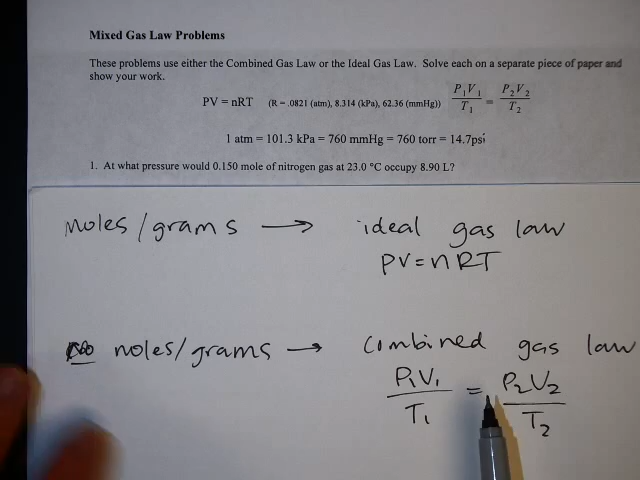 Mixed Gas Law Problems
These problems use either the Combined Gas Law or the Ideal Gas Law. Solve each on a separate piece of paper and
show your work.
PV = nRT (R = .0821 (atm), 8.314 (kPa), 62.36 (mmHg)) P₁V₁/T₁ = P₂V₂/T₂
1 atm = 101.3 kPa = 760 mmHg = 760 torr = 14.7psi
1. At what pressure would 0.150 mole of nitrogen gas at 23.0 °C occupy 8.90 L?
Moles/grams → ideal gas law
PV=nRT
no noles/grams → combined gas law
P₁V₁/T₁ = P₂V₂/T₂